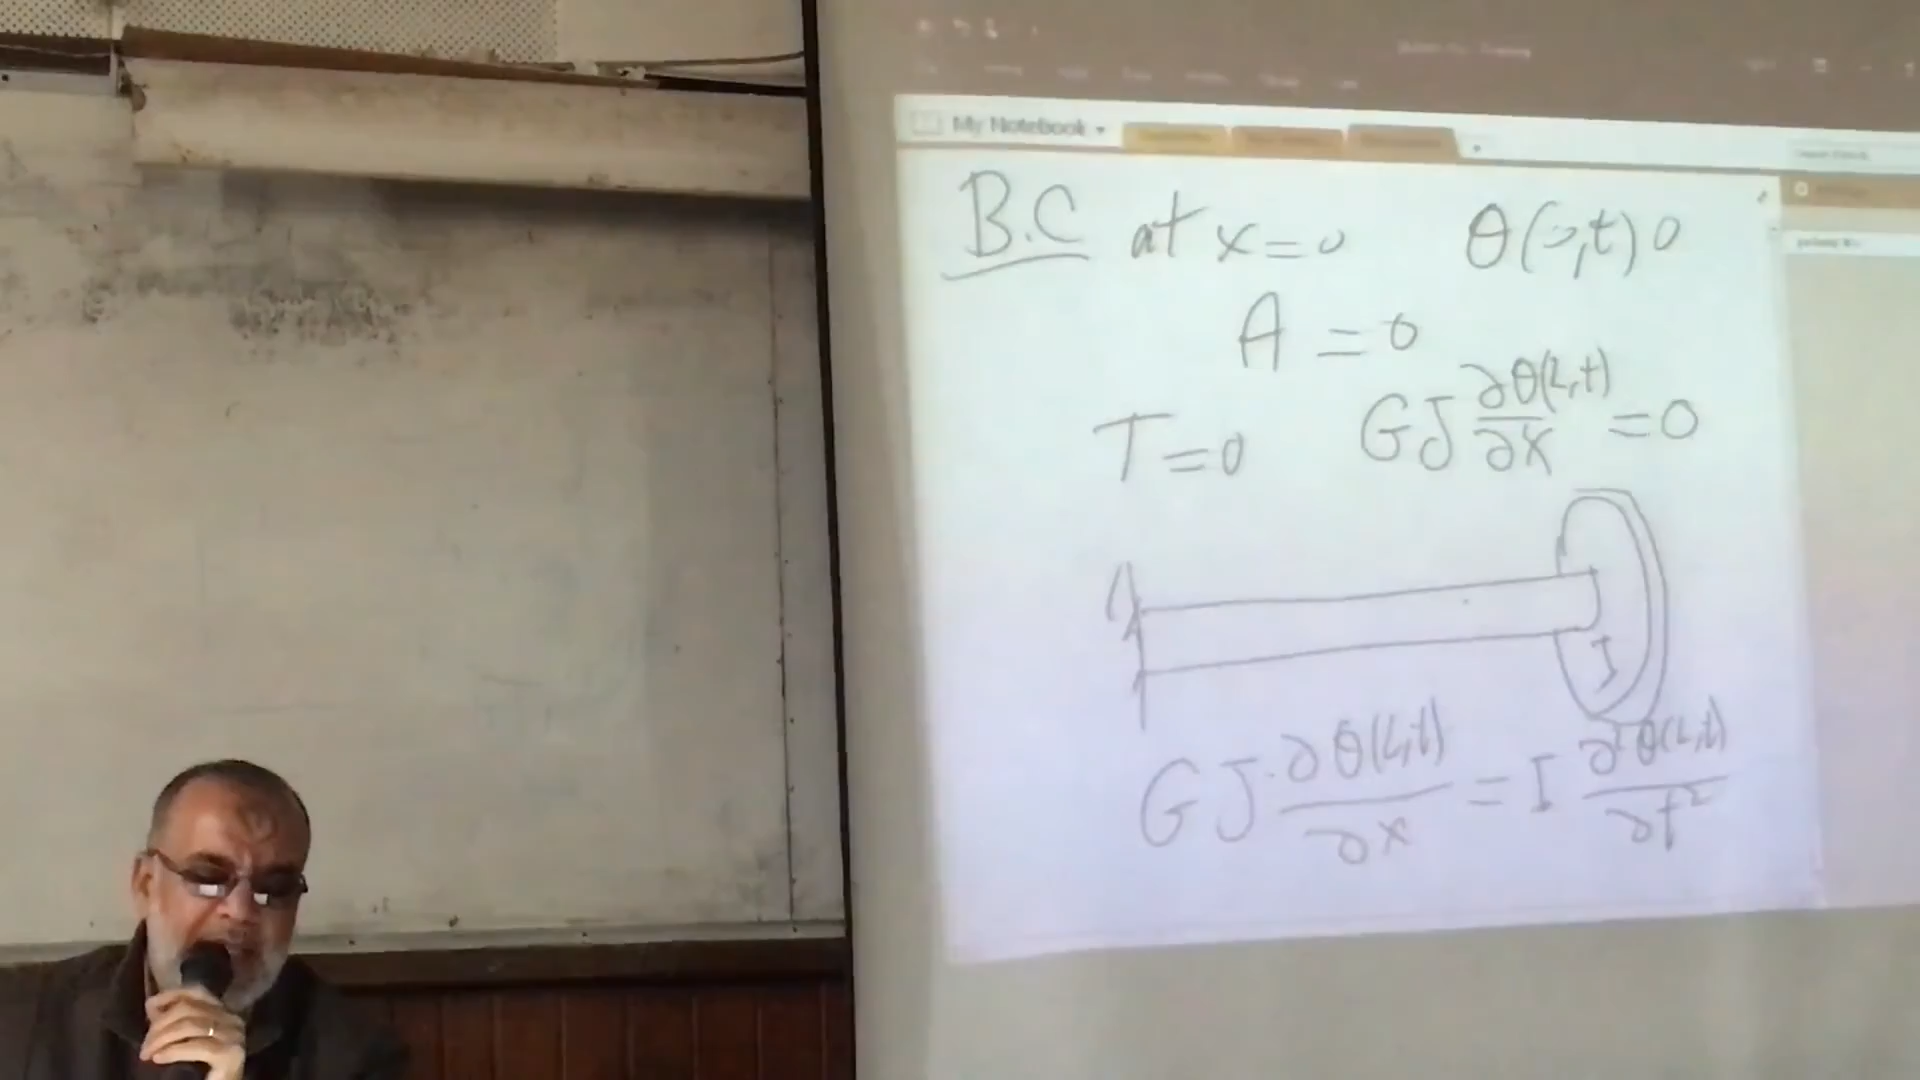 My Notebook
B.C at x=0 θ(0,t) 0
A = 0
T=0 GJ ∂θ(L,t)/∂x =0
I
GJ ∂θ(L,t)/∂x = I ∂²θ(L,t)/∂t²